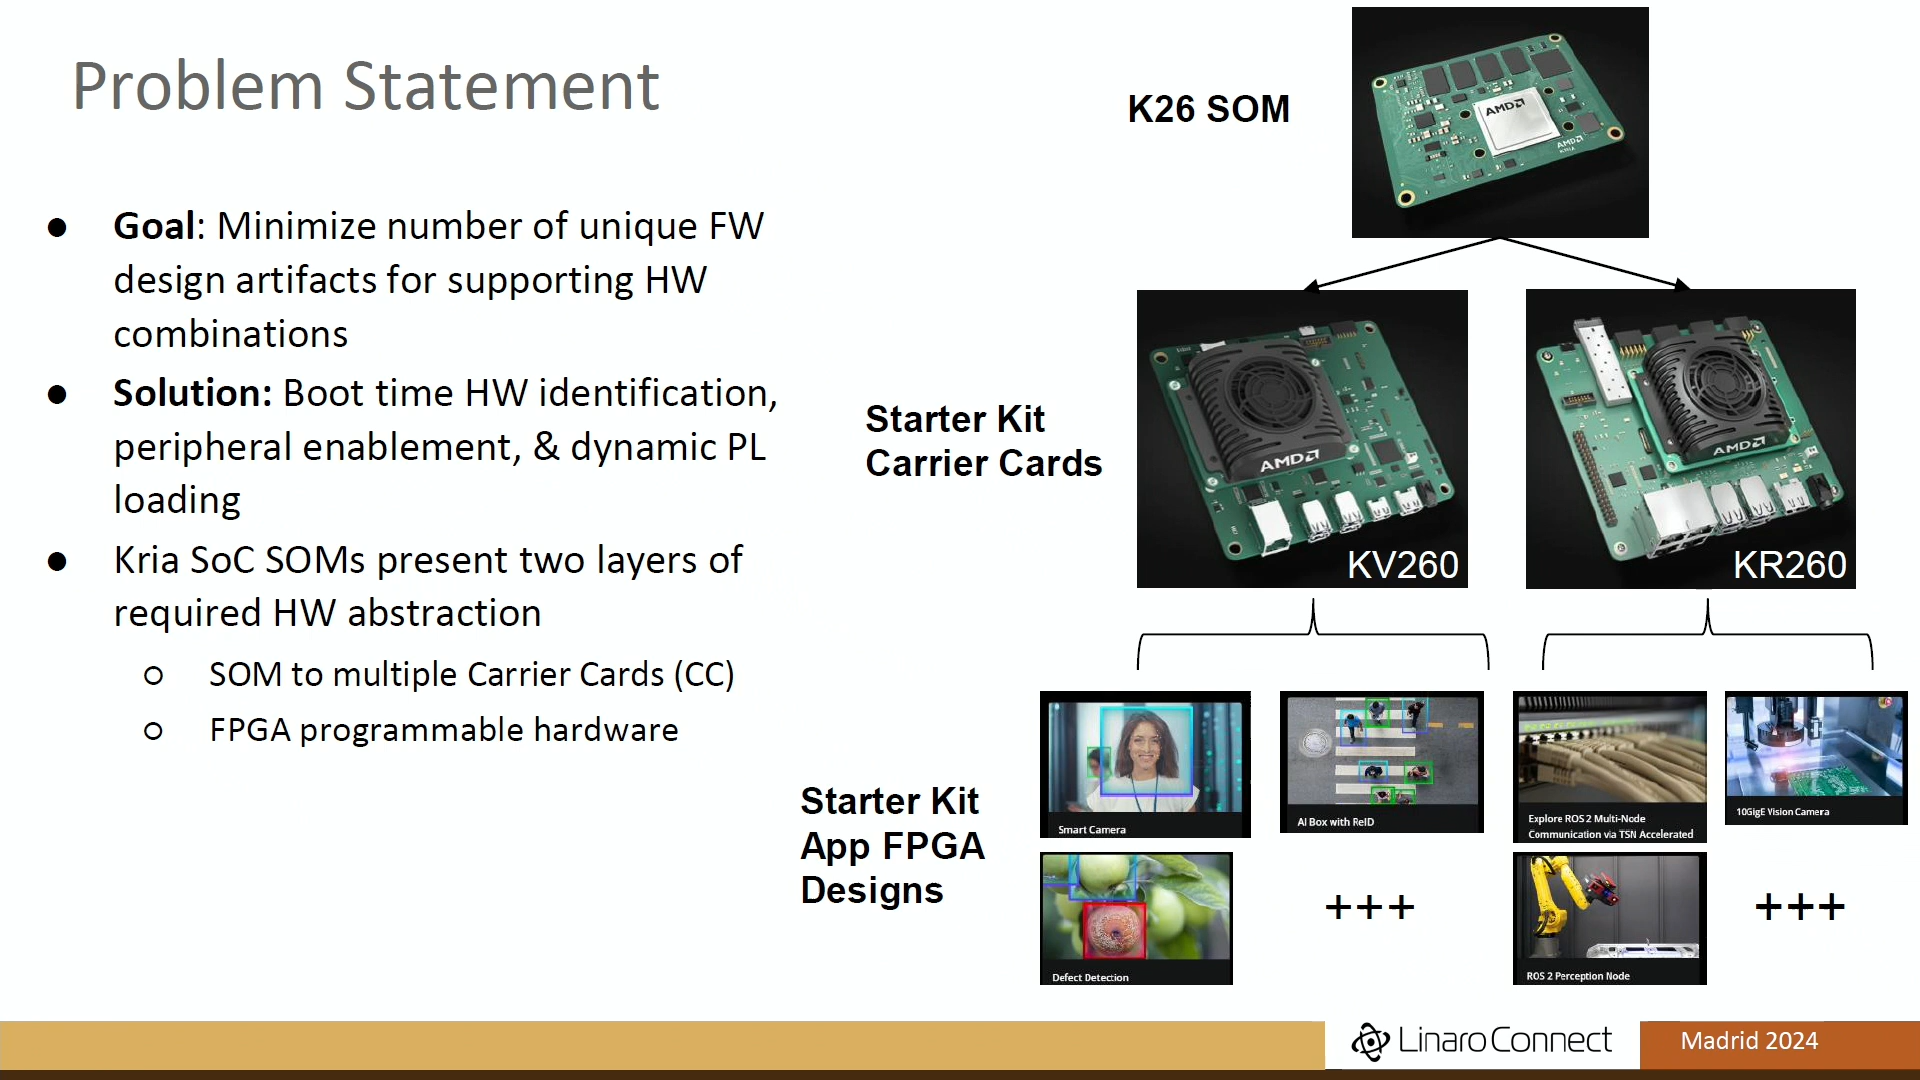 Problem Statement
● Goal: Minimize number of unique FW
design artifacts for supporting HW
combinations
● Solution: Boot time HW identification,
peripheral enablement, & dynamic PL
loading
● Kria SoC SOMs present two layers of
required HW abstraction
○ SOM to multiple Carrier Cards (CC)
○ FPGA programmable hardware
K26 SOM
AMD
AMD
Starter Kit
Carrier Cards
AMD
KV260
AMD
KR260
Starter Kit
App FPGA
Designs
Smart Camera
AI Box with ReID
Explore ROS 2 Multi-Node
Communication via TSN Accelerated
10GigE Vision Camera
Defect Detection
+++
ROS 2 Perception Node
+++
Linaro Connect
Madrid 2024